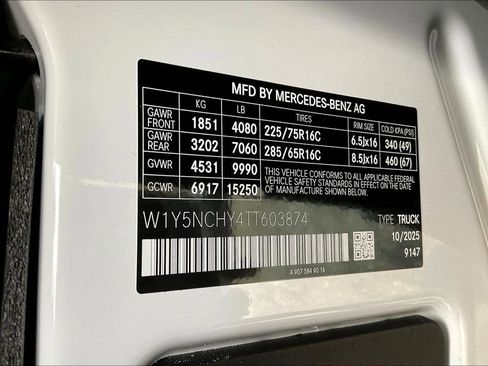 MFD BY MERCEDES-BENZ AG
KG LB TIRES RIM SIZE COLD KPA (PSI)
GAWR FRONT 1851 4080 225/75R16C 6.5Jx16 340 (49)
GAWR REAR 3202 7060 285/65R16C 8.5Jx16 460 (67)
GVWR 4531 9990 THIS VEHICLE CONFORMS TO ALL APPLICABLE
FEDERAL MOTOR VEHICLE SAFETY STANDARDS
GCWR 6917 15250 IN EFFECT ON THE DATE
OF MANUFACTURE SHOWN BELOW.
W1Y5NCHY4TT603874 TYPE TRUCK
10/2025
9147
A 907 584 90 16